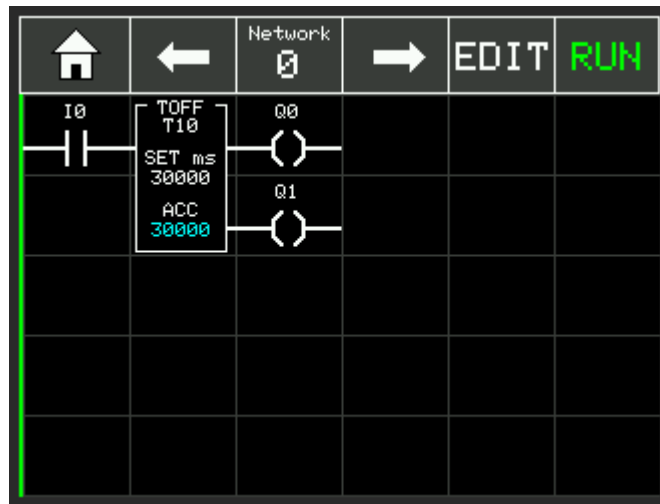 Network
0
EDIT
RUN
I0
TOFF
T10
SET ms
30000
ACC
30000
Q0
Q1